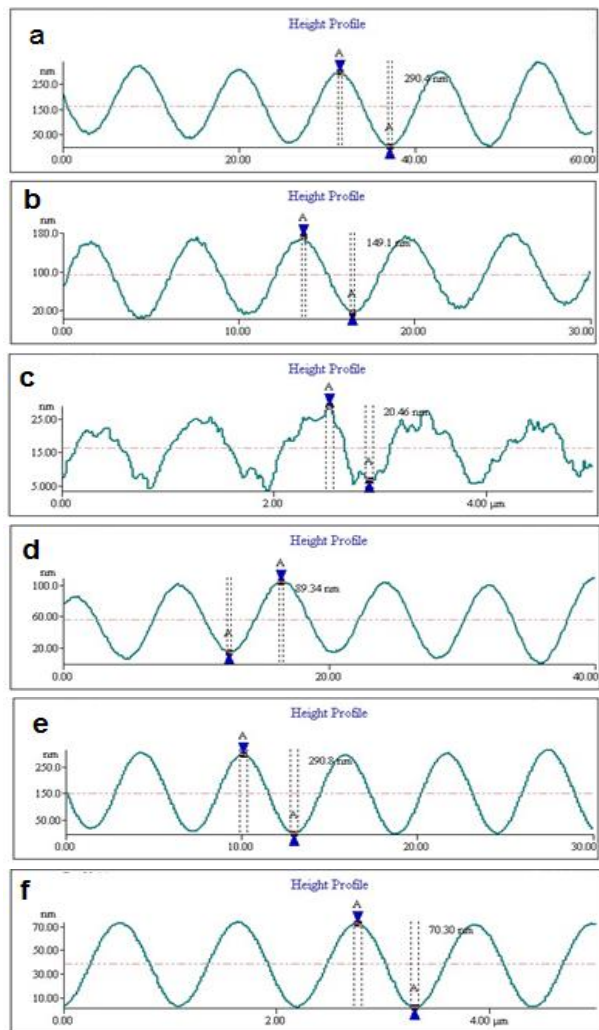 a
Height Profile
nm
A
250.0
290.4 nm
150.0
A
50.00
0.00 20.00 40.00 60.00
b
Height Profile
nm
A
180.0
149.1 nm
100.0
A
20.00
0.00 10.00 20.00 30.00
c
Height Profile
nm
A
25.00
20.46 nm
15.00
A
5.000
0.00 2.00 4.00 µm
d
Height Profile
nm
A
100.0
89.34 nm
60.00
A
20.00
0.00 20.00 40.00
e
Height Profile
nm
A
250.0
290.8 nm
150.0
A
50.00
0.00 10.00 20.00 30.00
f
Height Profile
nm
A
70.00
70.30 nm
50.00
30.00
A
10.00
0.00 2.00 4.00 µm